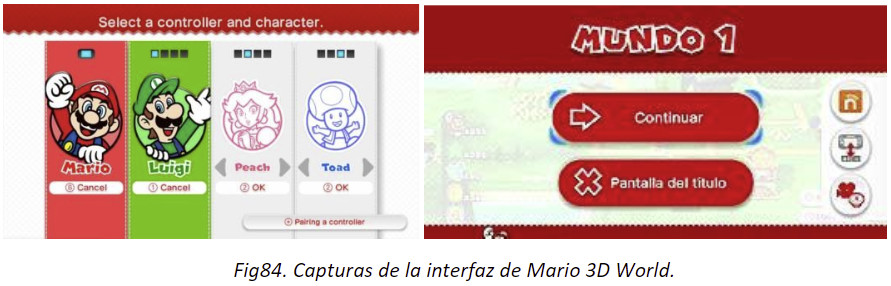 Select a controller and character.
Mario
Luigi
Peach
Toad
Ⓑ Cancel
① Cancel
② OK
② OK
⊕ Pairing a controller
MUNDO 1
Continuar
Pantalla del título
Fig84. Capturas de la interfaz de Mario 3D World.